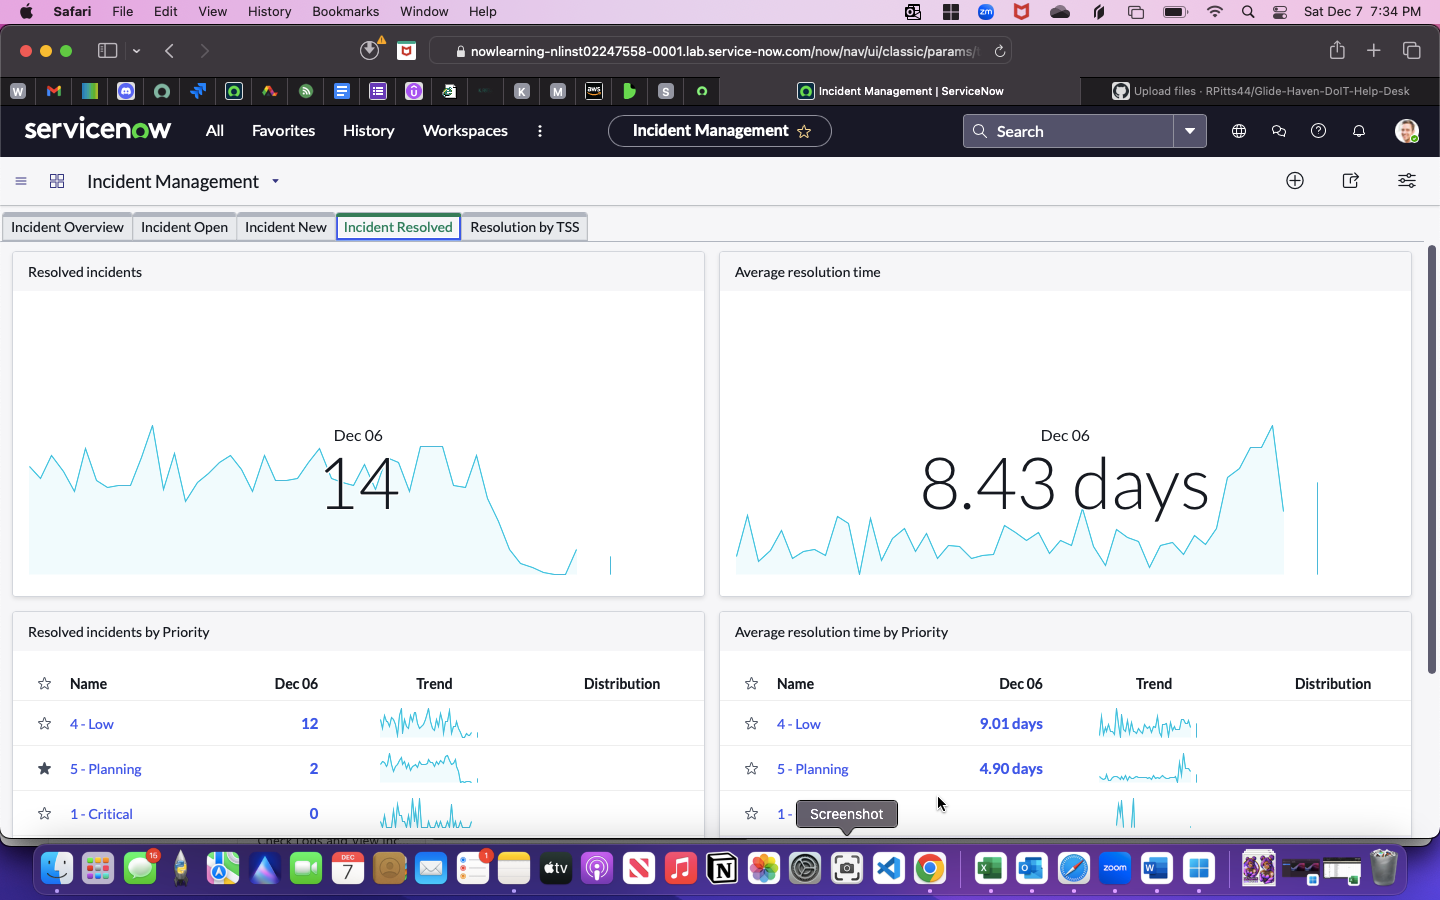 Safari File Edit View History Bookmarks Window Help
zm
Sat Dec 7 7:34 PM
nowlearning-nlinst02247558-0001.lab.service-now.com/now/nav/ui/classic/params/
W
K
M
aws
S
Incident Management | ServiceNow
Upload files · RPitts44/Glide-Haven-DoIT-Help-Desk
servicenow
All Favorites History Workspaces
Incident Management
Search
Incident Management
Incident Overview Incident Open Incident New Incident Resolved Resolution by TSS
Resolved incidents
Dec 06
14
Average resolution time
Dec 06
8.43 days
Resolved incidents by Priority
Name Dec 06 Trend Distribution
4 - Low 12
5 - Planning 2
1 - Critical 0
Average resolution time by Priority
Name Dec 06 Trend Distribution
4 - Low 9.01 days
5 - Planning 4.90 days
1 -
Screenshot
16
DEC
7
1
tv
zoom